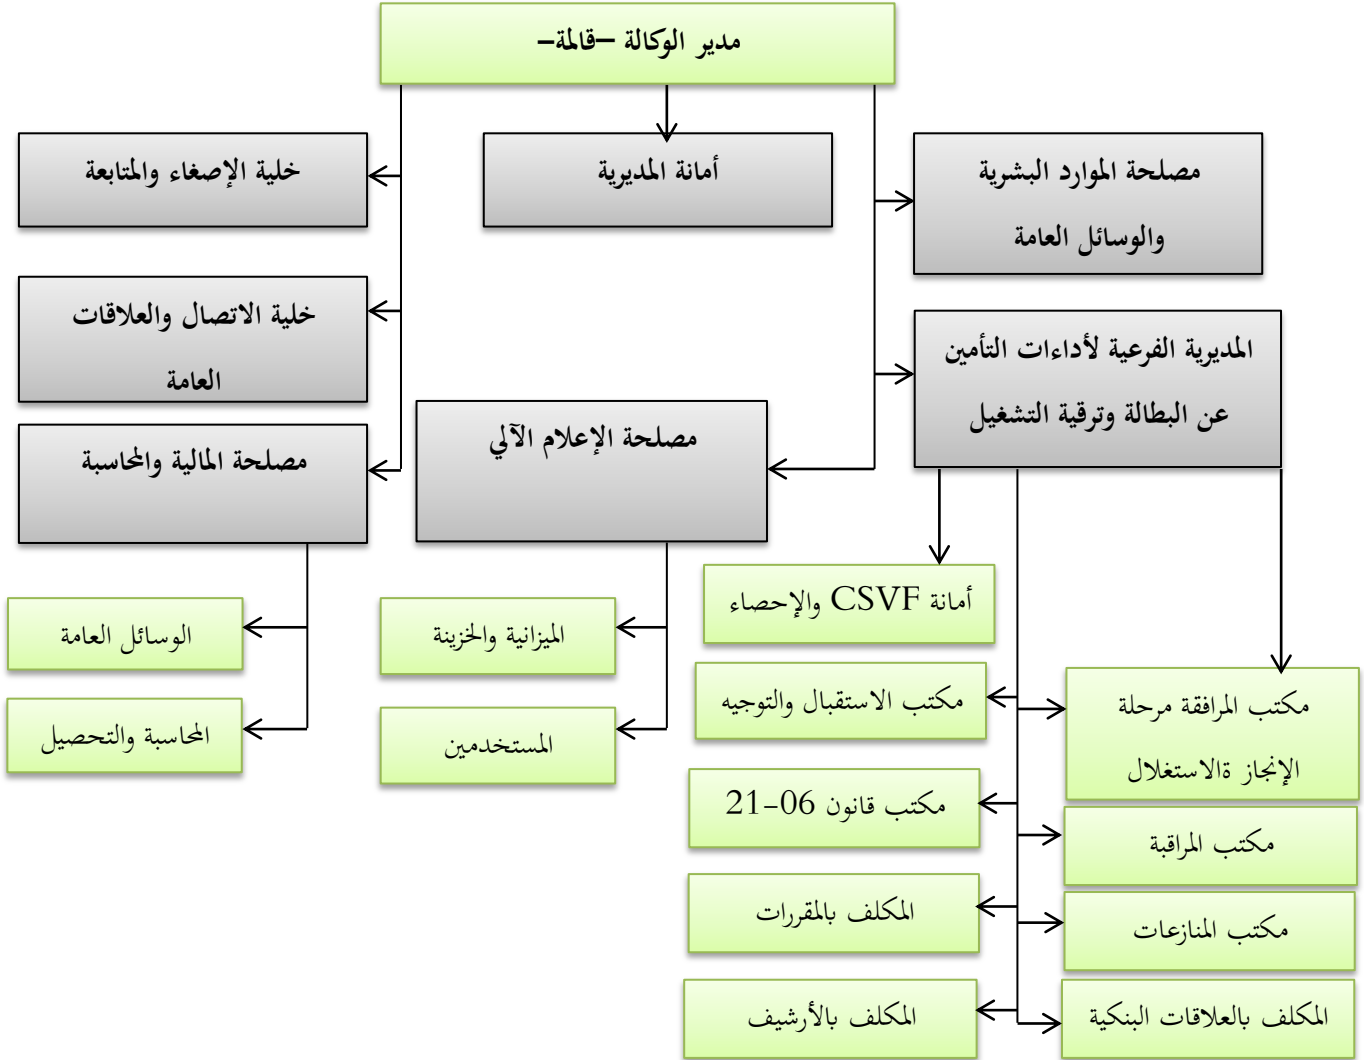 مدير الوكالة –قالمة–
مصلحة الموارد البشرية
والوسائل العامة
أمانة المديرية
خلية الإصغاء والمتابعة
خلية الاتصال والعلاقات
العامة
المديرية الفرعية لأداءات التأمين
عن البطالة وترقية التشغيل
مصلحة الإعلام الآلي
مصلحة المالية والمحاسبة
أمانة CSVF والإحصاء
الميزانية والخزينة
الوسائل العامة
مكتب المرافقة مرحلة
الإنجاز ةالاستغلال
مكتب الاستقبال والتوجيه
المستخدمين
المحاسبة والتحصيل
مكتب قانون 06-21
مكتب المراقبة
المكلف بالمقررات
مكتب المنازعات
المكلف بالأرشيف
المكلف بالعلاقات البنكية